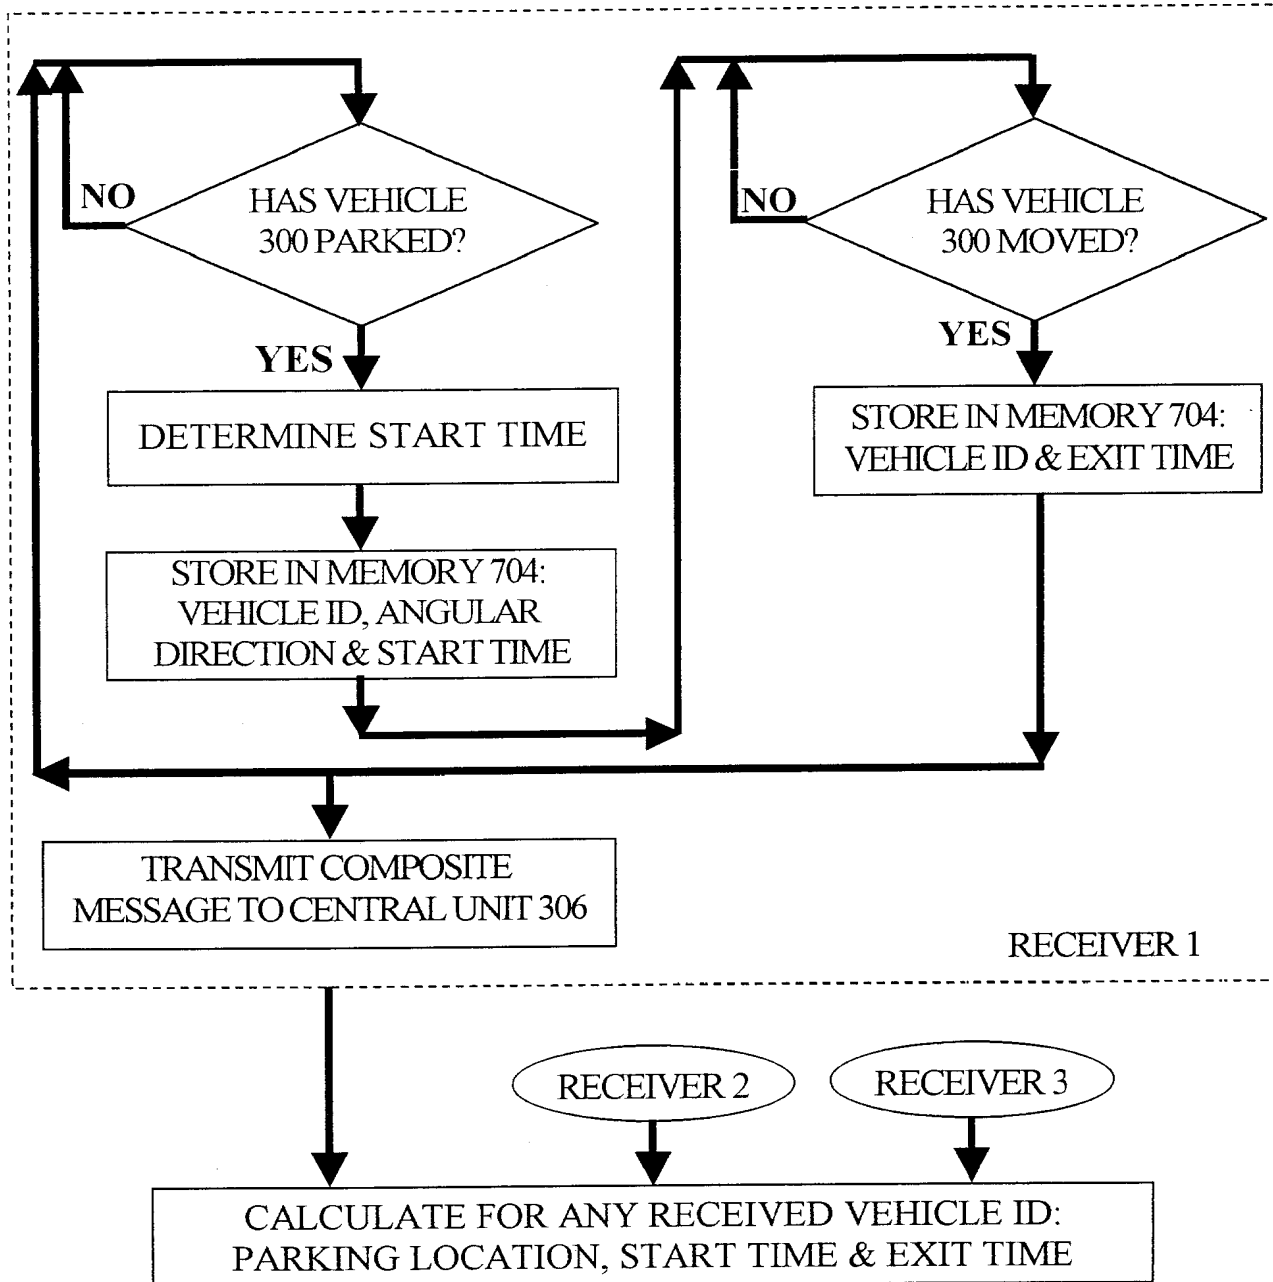 NO
HAS VEHICLE
300 PARKED?
YES
DETERMINE START TIME
STORE IN MEMORY 704:
VEHICLE ID, ANGULAR
DIRECTION & START TIME
NO
HAS VEHICLE
300 MOVED?
YES
STORE IN MEMORY 704:
VEHICLE ID & EXIT TIME
TRANSMIT COMPOSITE
MESSAGE TO CENTRAL UNIT 306
RECEIVER 1
RECEIVER 2
RECEIVER 3
CALCULATE FOR ANY RECEIVED VEHICLE ID:
PARKING LOCATION, START TIME & EXIT TIME